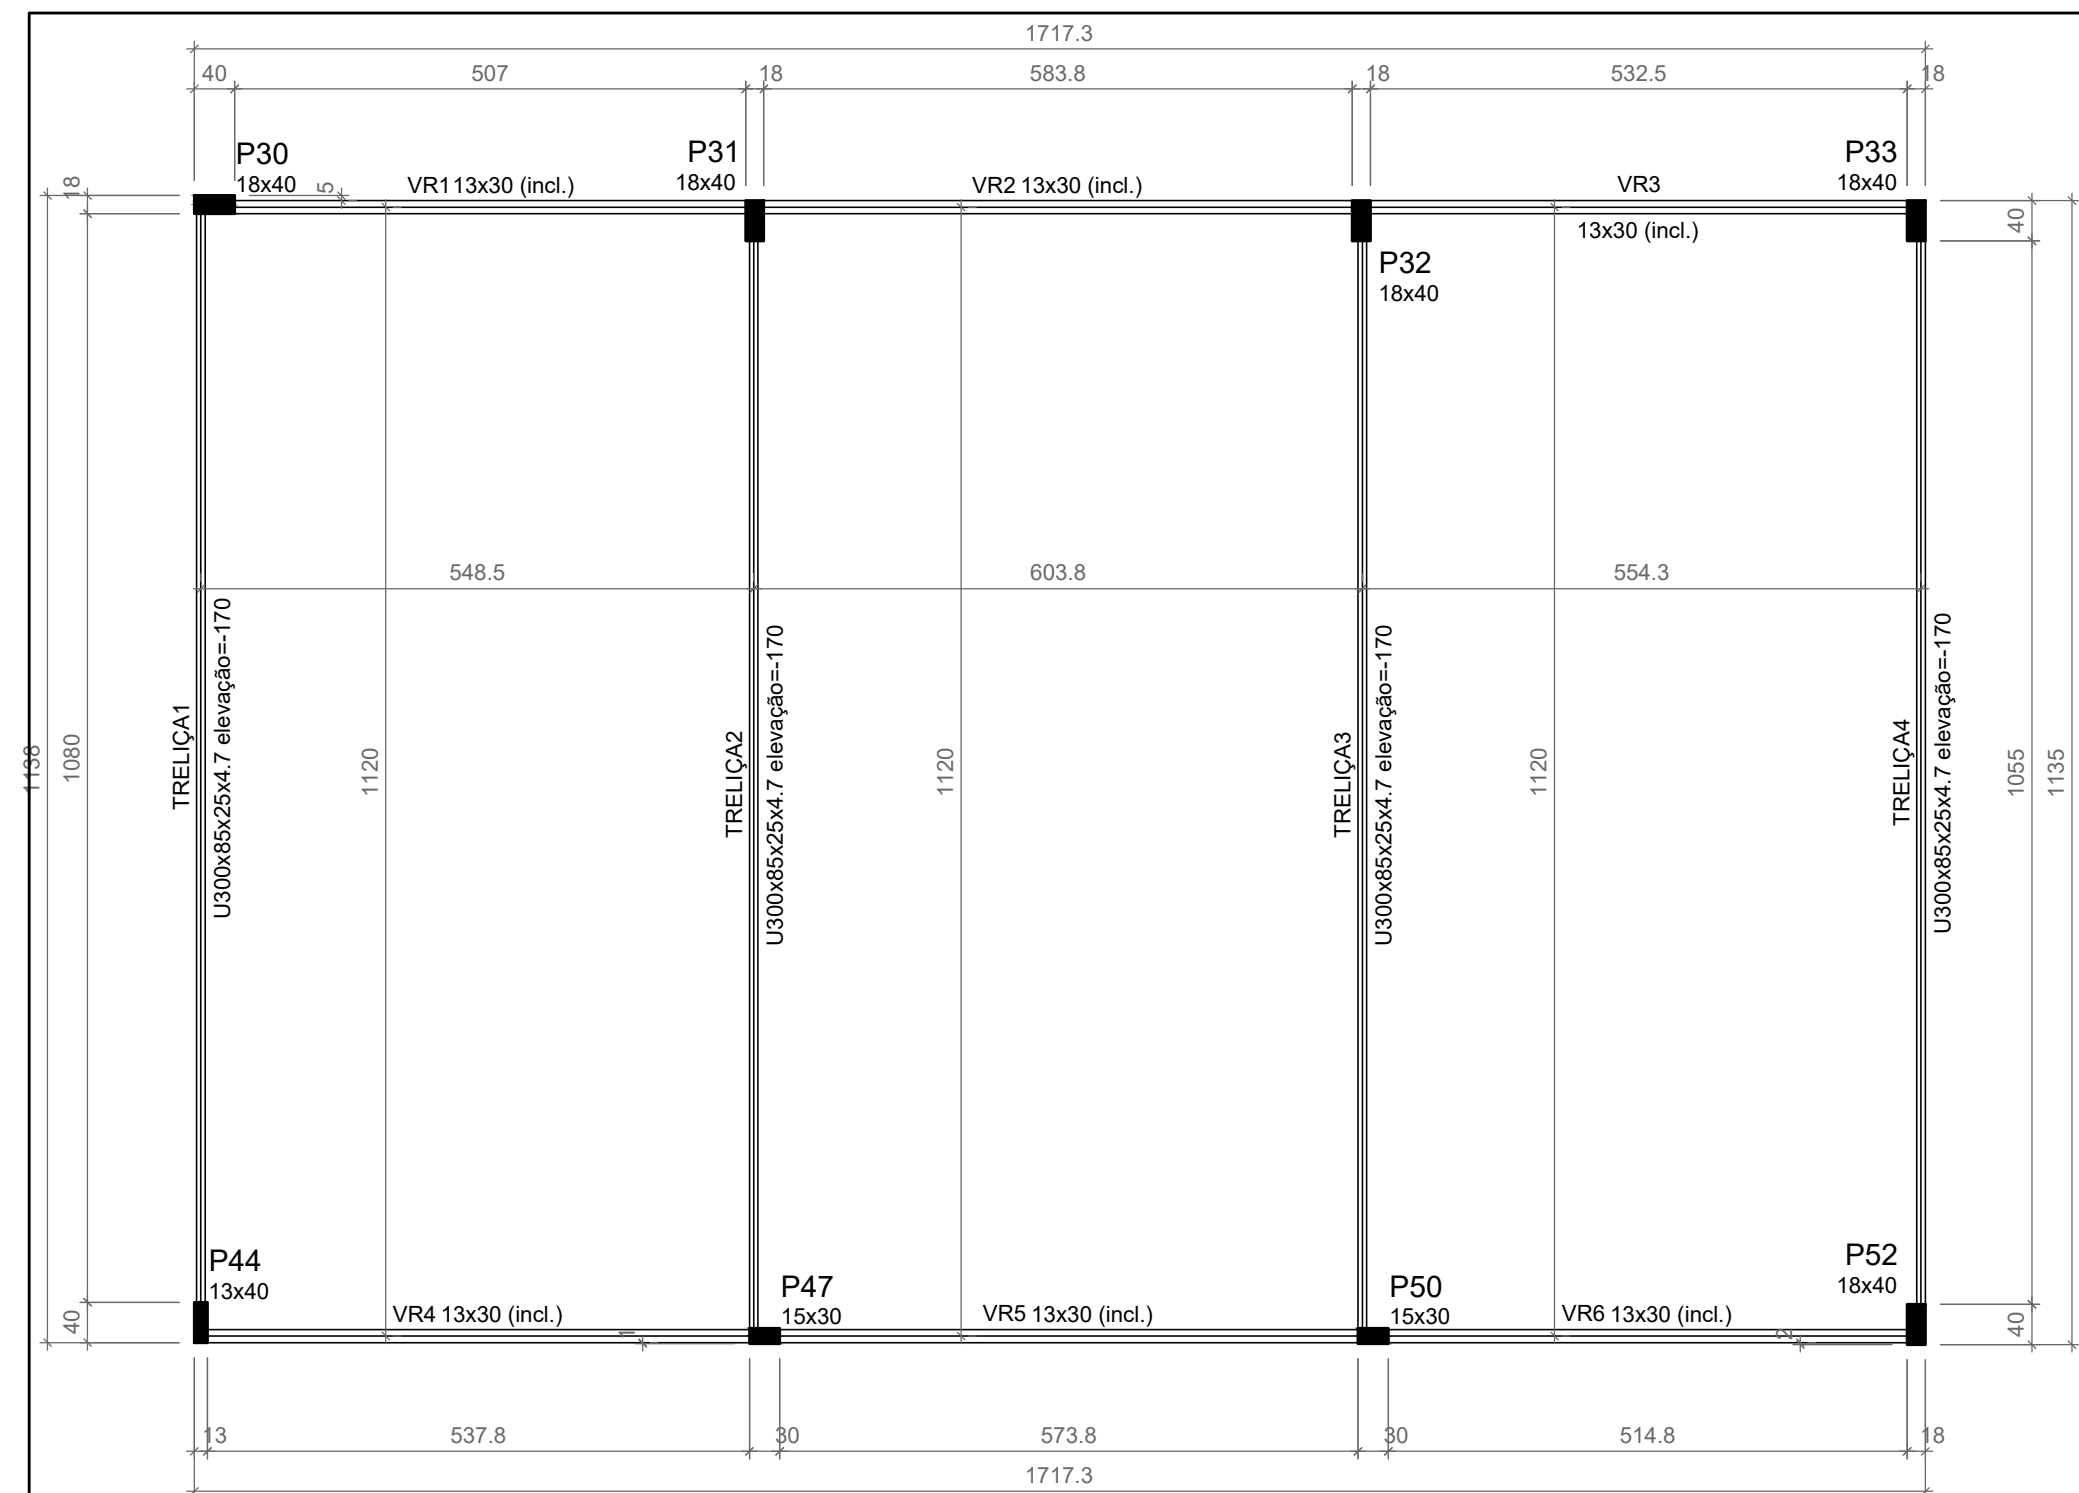 1717.3
40 507 18 583.8 18 532.5 18
P30
18x40
VR1 13x30 (incl.)
5
P31
18x40
VR2 13x30 (incl.)
VR3
13x30 (incl.)
P33
18x40
P32
18x40
18
40
548.5 603.8 554.3
1138
1080
TRELIÇA1
U300x85x25x4.7 elevação=-170
1120
TRELIÇA2
U300x85x25x4.7 elevação=-170
1120
TRELIÇA3
U300x85x25x4.7 elevação=-170
1120
TRELIÇA4
U300x85x25x4.7 elevação=-170
1055
1135
P44
13x40
VR4 13x30 (incl.)
1
P47
15x30
VR5 13x30 (incl.)
P50
15x30
VR6 13x30 (incl.)
2
P52
18x40
40
40
13 537.8 30 573.8 30 514.8 18
1717.3